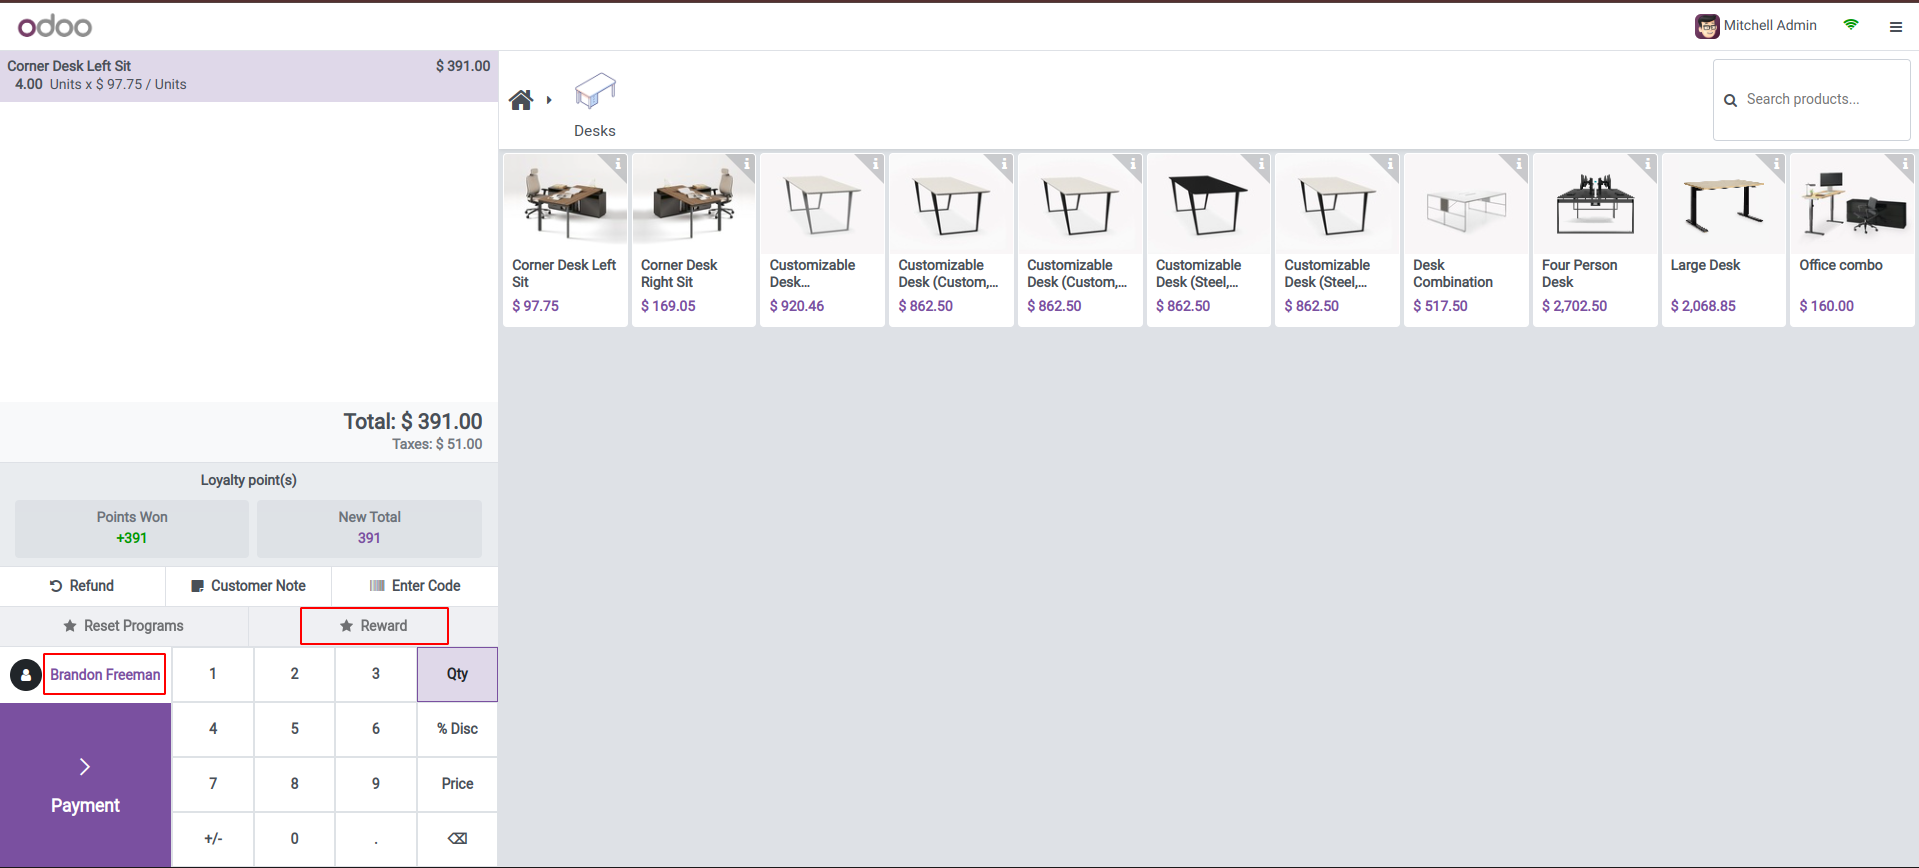 odoo
Mitchell Admin
Corner Desk Left Sit $ 391.00
4.00 Units x $ 97.75 / Units
Desks
Search products...
Corner Desk Left Sit
$ 97.75
Corner Desk Right Sit
$ 169.05
Customizable Desk...
$ 920.46
Customizable Desk (Custom,...
$ 862.50
Customizable Desk (Custom,...
$ 862.50
Customizable Desk (Steel,...
$ 862.50
Customizable Desk (Steel,...
$ 862.50
Desk Combination
$ 517.50
Four Person Desk
$ 2,702.50
Large Desk
$ 2,068.85
Office combo
$ 160.00
Total: $ 391.00
Taxes: $ 51.00
Loyalty point(s)
Points Won
+391
New Total
391
Refund
Customer Note
Enter Code
Reset Programs
Reward
Brandon Freeman
1 2 3 Qty
4 5 6 % Disc
7 8 9 Price
+/- 0 . ⌫
Payment